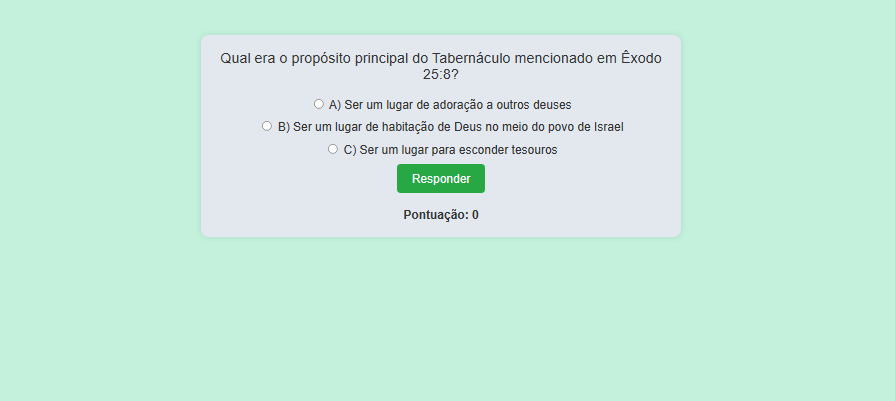 Qual era o propósito principal do Tabernáculo mencionado em Êxodo
25:8?
A) Ser um lugar de adoração a outros deuses
B) Ser um lugar de habitação de Deus no meio do povo de Israel
C) Ser um lugar para esconder tesouros
Responder
Pontuação: 0